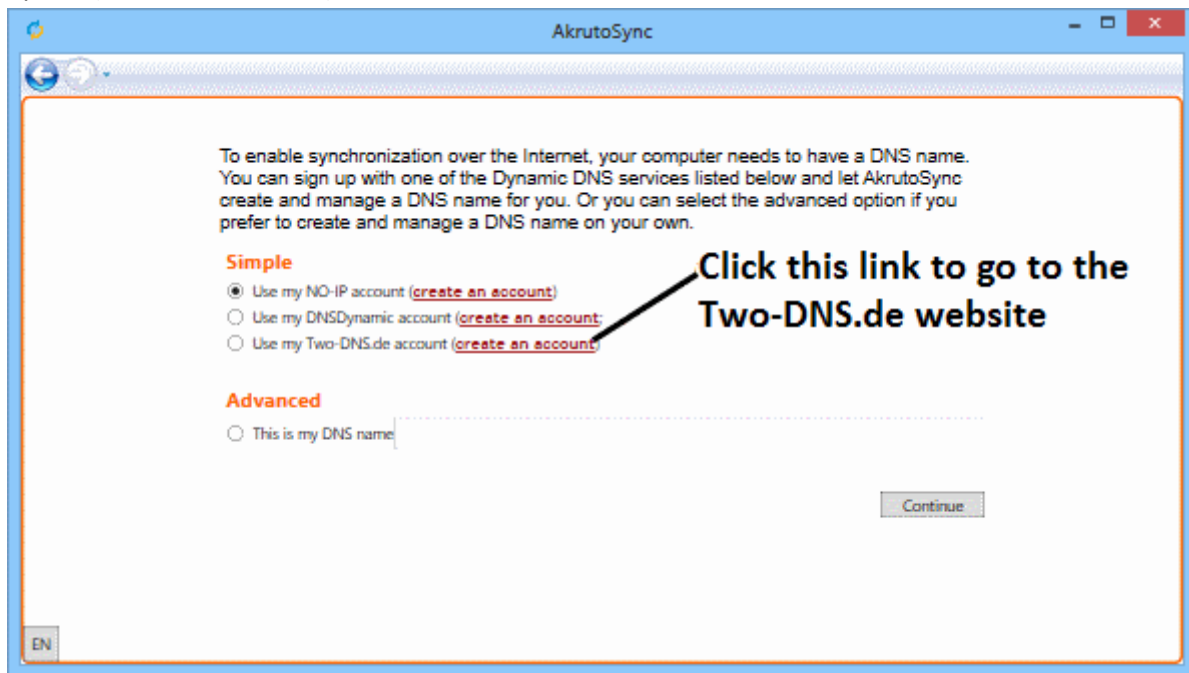 AkrutoSync
To enable synchronization over the Internet, your computer needs to have a DNS name.
You can sign up with one of the Dynamic DNS services listed below and let AkrutoSync
create and manage a DNS name for you. Or you can select the advanced option if you
prefer to create and manage a DNS name on your own.
Simple
Use my NO-IP account (create an account)
Use my DNSDynamic account (create an account;
Use my Two-DNS.de account (create an account)
Click this link to go to the
Two-DNS.de website
Advanced
This is my DNS name
Continue
EN